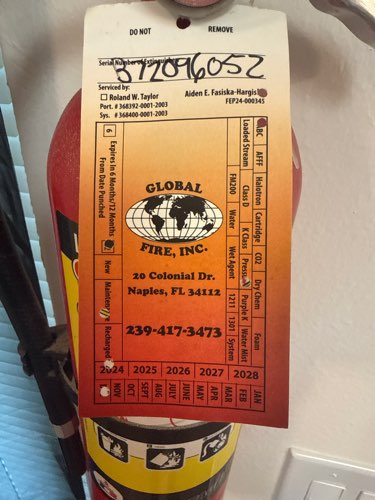 DO NOT REMOVE
Serial Number of Extinguisher
372096052
Serviced by:
Roland W. Taylor
Port. # 368392-0001-2003
Sys. # 368400-0001-2003
Aiden E. Fasiska-Hargis
FEP24-000345
6 Expires in 6 Months/12 Months
From Date Punched
New Maintenance Recharged
GLOBAL
FIRE, INC.
20 Colonial Dr.
Naples, FL 34112
239-417-3473
ABC AFFF Halotron Cartridge CO2 Dry Chem Foam
Loaded Stream Class D K Class Pressure Purple K Water Mist
FM200 Water Wet Agent 1211 1301 System
2024 2025 2026 2027 2028
NOV OCT SEPT AUG JULY JUNE MAY APR MAR FEB JAN